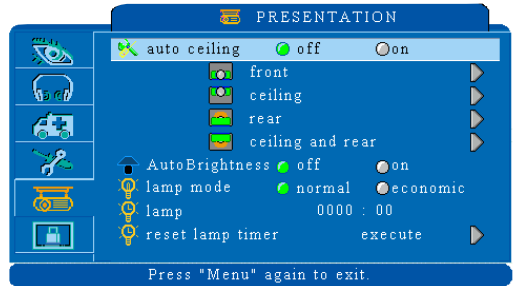 PRESENTATION
auto ceiling off on
front
ceiling
rear
ceiling and rear
AutoBrightness off on
lamp mode normal economic
lamp 0000 : 00
reset lamp timer execute
Press "Menu" again to exit.